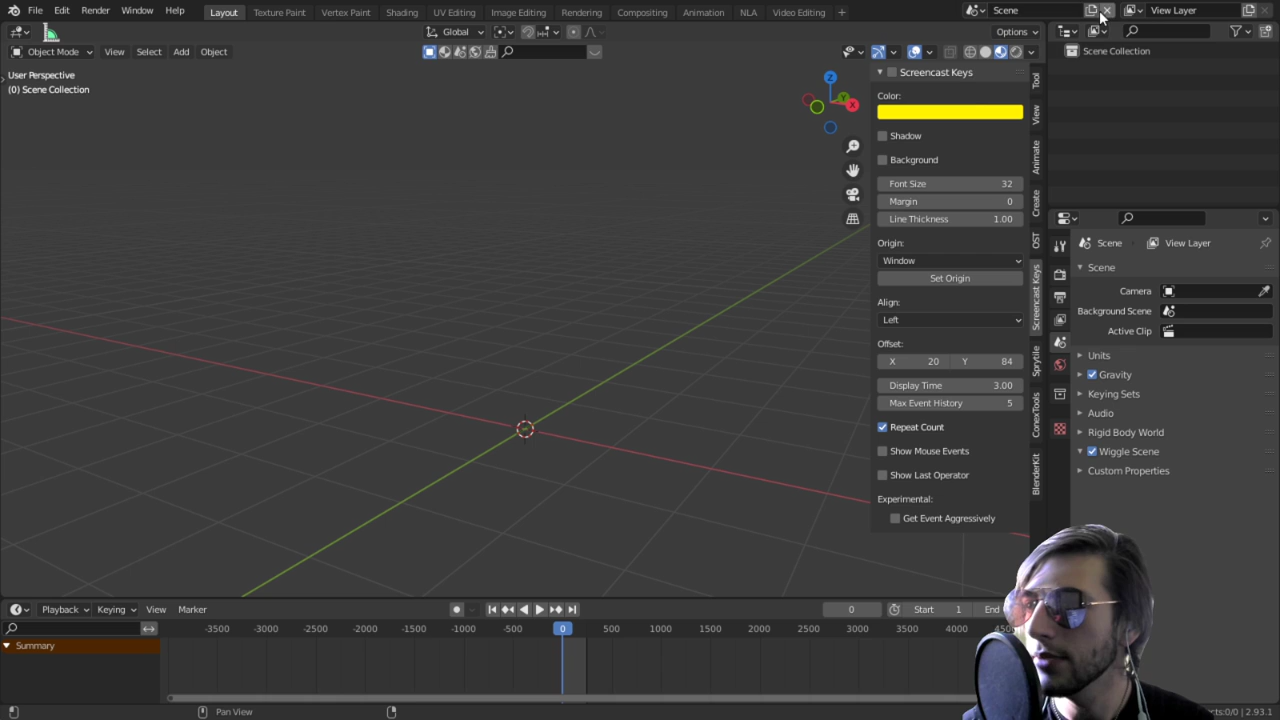 File Edit Render Window Help
Layout Texture Paint Vertex Paint Shading UV Editing Image Editing Rendering Compositing Animation NLA Video Editing +
Scene
View Layer
Global
Options
Object Mode View Select Add Object
User Perspective
(0) Scene Collection
Z
Y
X
Screencast Keys
Color:
Shadow
Background
Font Size 32
Margin 0
Line Thickness 1.00
Origin:
Window
Set Origin
Align:
Left
Offset:
X 20 Y 84
Display Time 3.00
Max Event History 5
Repeat Count
Show Mouse Events
Show Last Operator
Experimental:
Get Event Aggressively
Tool
View
Animate
Create
OST
Screencast Keys
Sprytile
ConexTools
BlenderKit
Scene Collection
Scene View Layer
Scene
Camera
Background Scene
Active Clip
Units
Gravity
Keying Sets
Audio
Rigid Body World
Wiggle Scene
Custom Properties
Playback Keying View Marker
0 Start 1 End
-3500 -3000 -2500 -2000 -1500 -1000 -500 0 500 1000 1500 2000 2500 3000 3500 4000
Summary
Pan View
cts:0/0 | 2.93.1